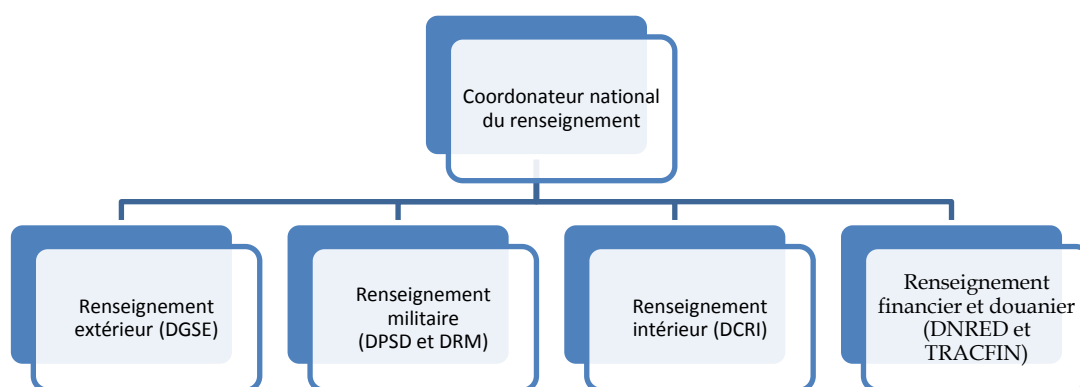 Coordonateur national
du renseignement
Renseignement
extérieur (DGSE)
Renseignement
militaire
(DPSD et DRM)
Renseignement
intérieur (DCRI)
Renseignement
financier et douanier
(DNRED et
TRACFIN)